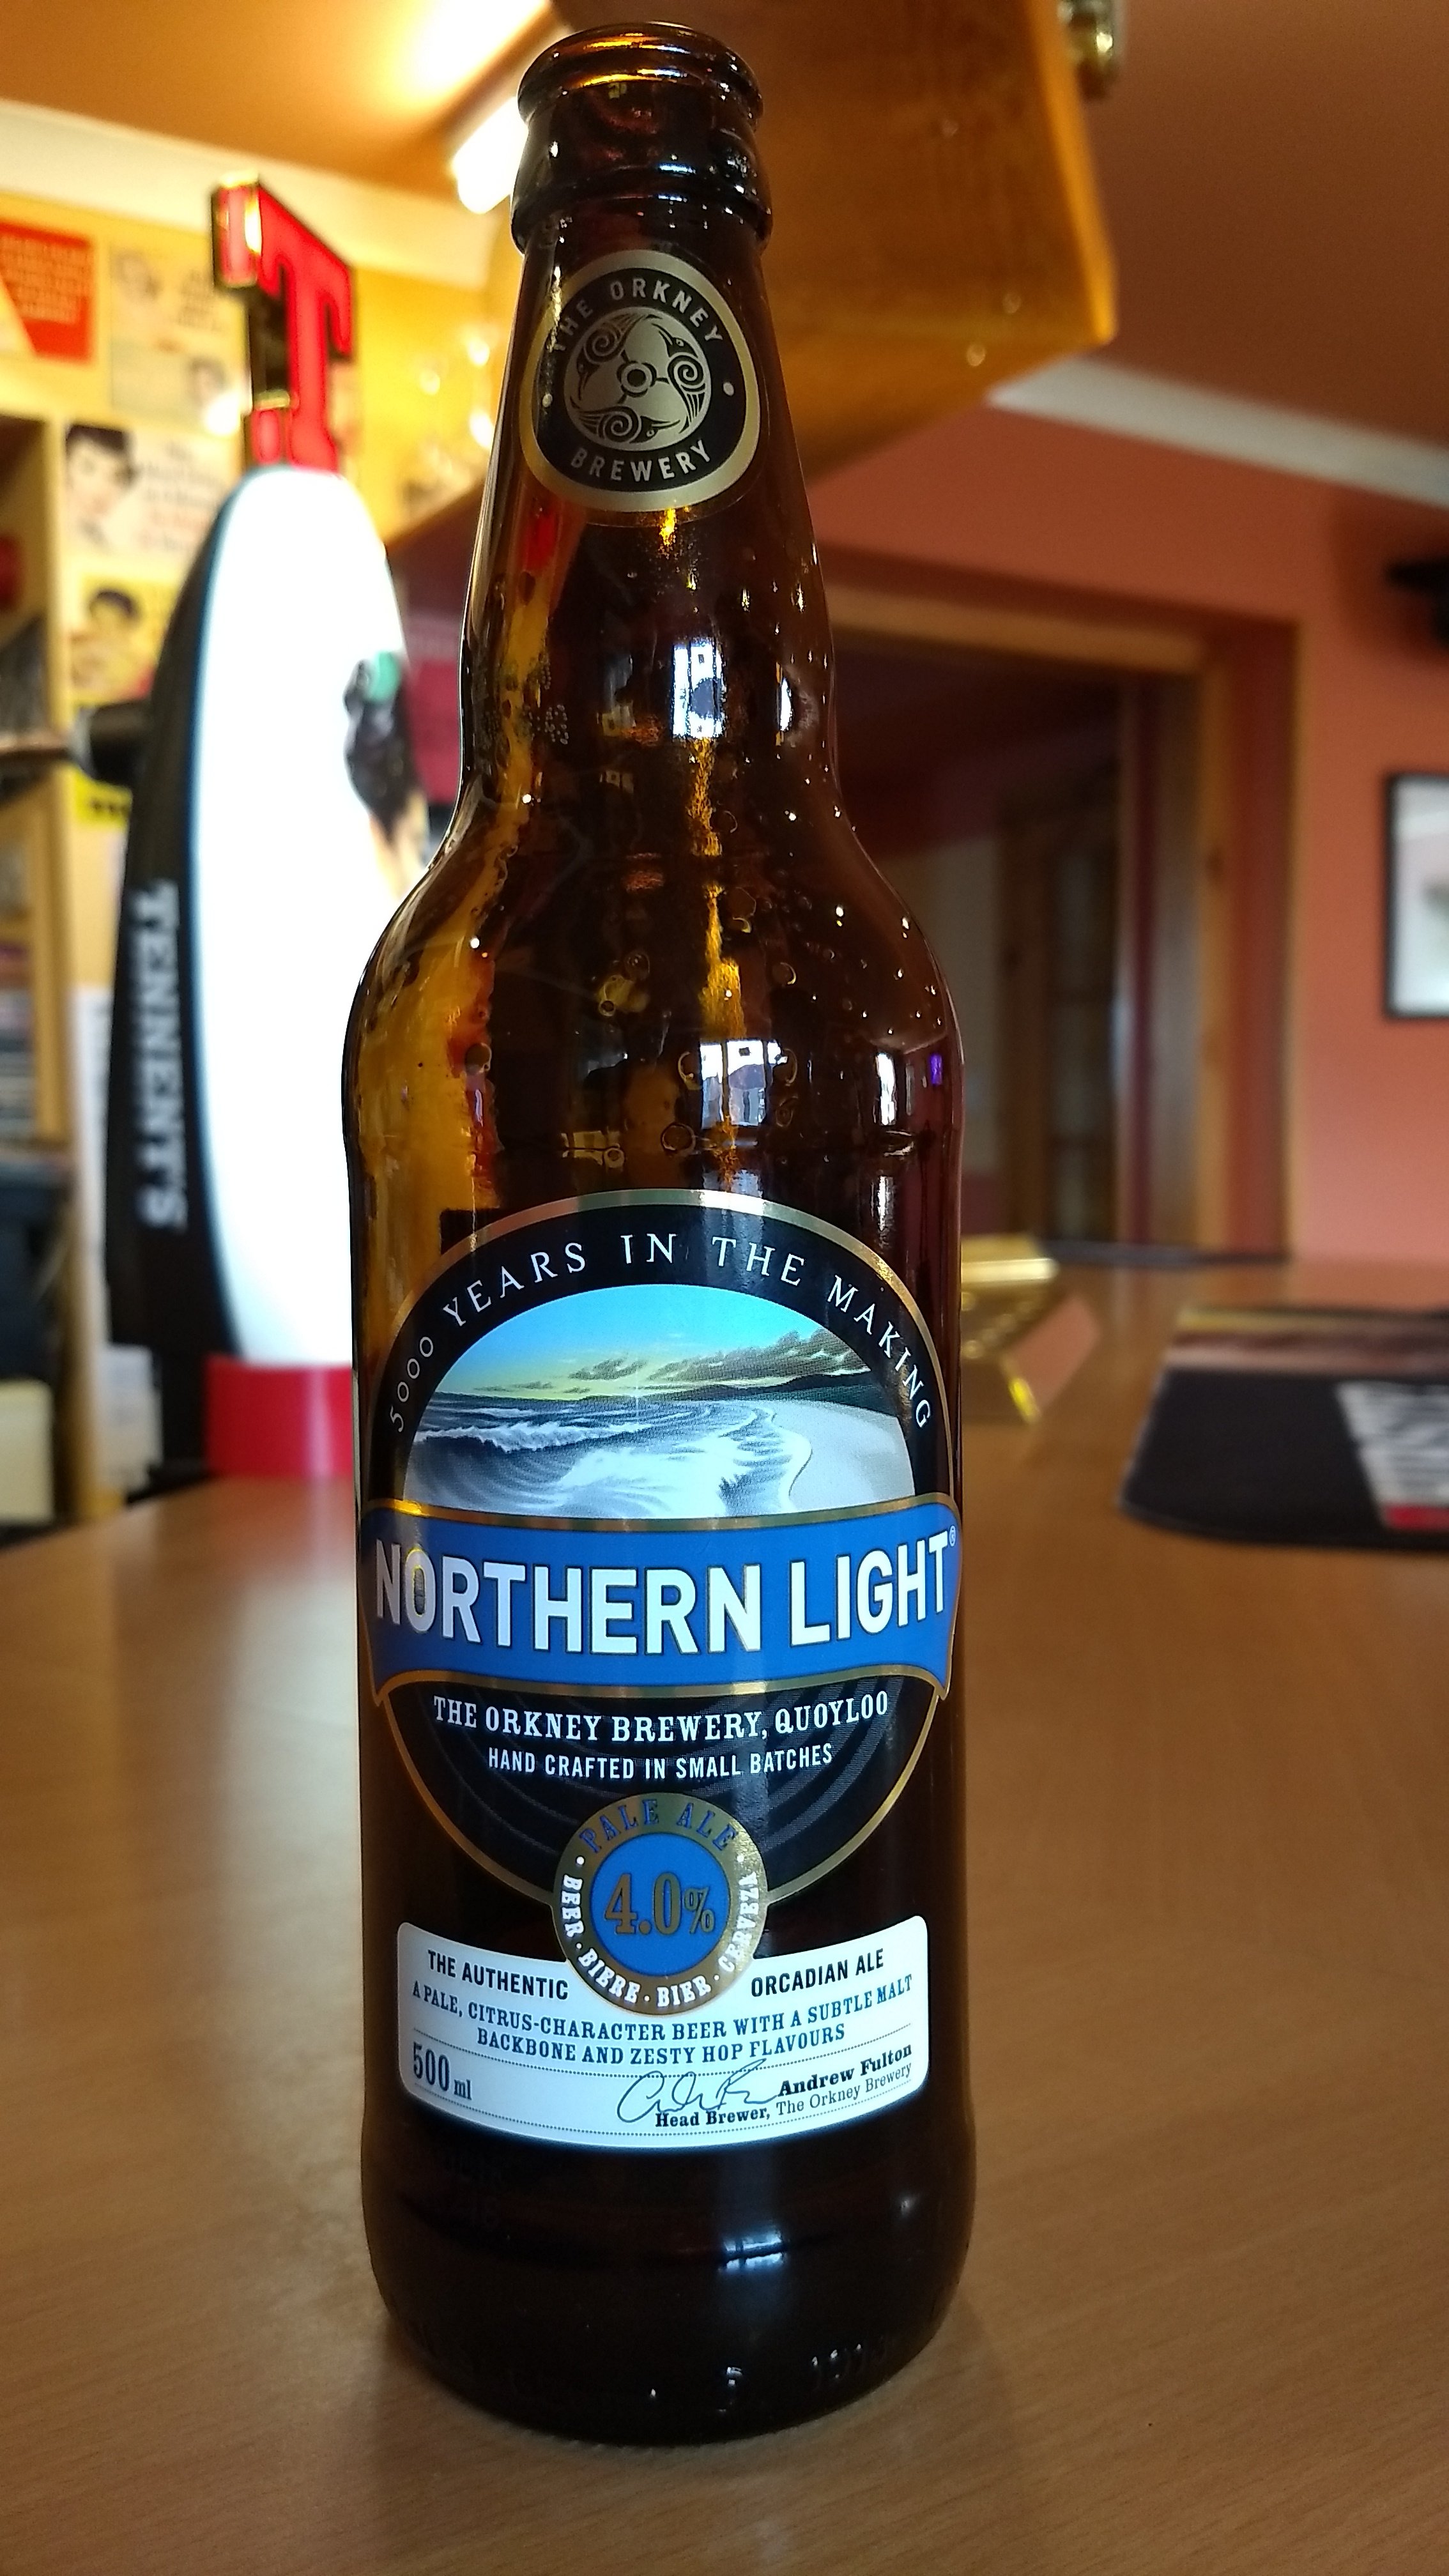 THE ORKNEY
BREWERY
T
TENNENT'S
5000 YEARS IN THE MAKING
NORTHERN LIGHT®
THE ORKNEY BREWERY, QUOYLOO
HAND CRAFTED IN SMALL BATCHES
PALE ALE
4.0%
BEER · BIERE · BIER · CERVEZA
THE AUTHENTIC
ORCADIAN ALE
A PALE, CITRUS-CHARACTER BEER WITH A SUBTLE MALT
BACKBONE AND ZESTY HOP FLAVOURS
500 ml
Andrew Fulton
Head Brewer, The Orkney Brewery